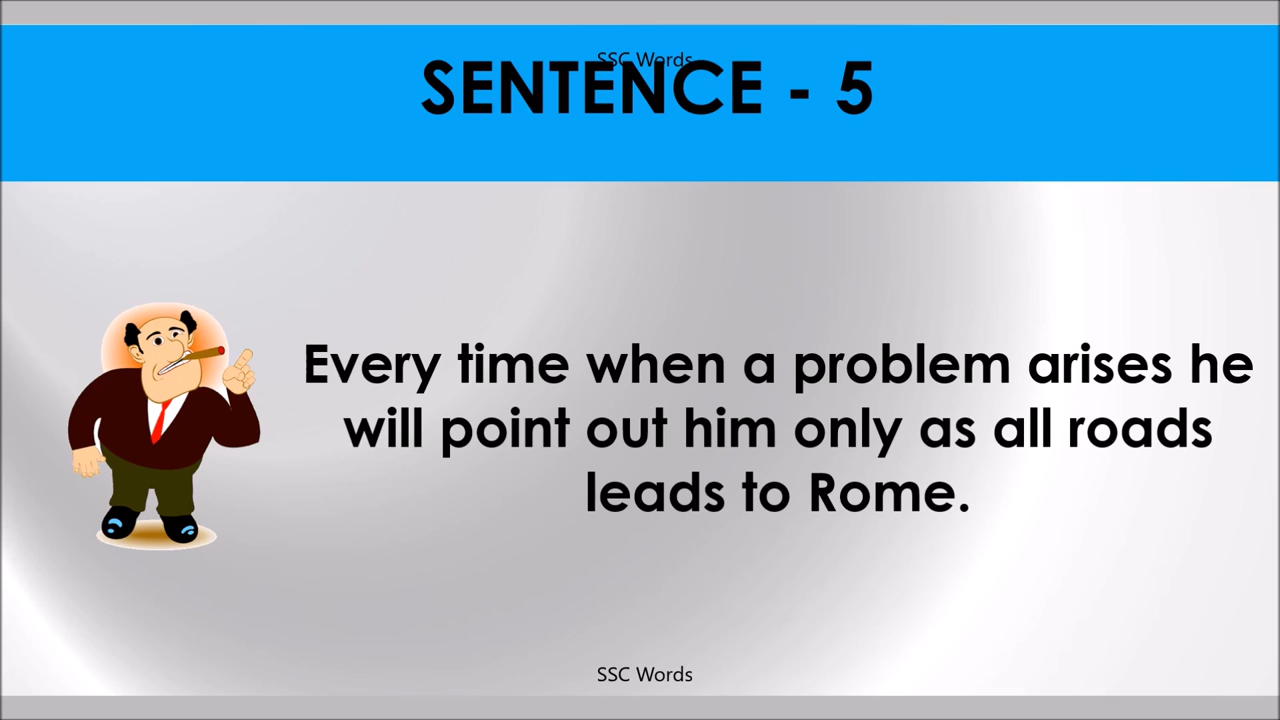 SSC Words
SENTENCE - 5
Every time when a problem arises he
will point out him only as all roads
leads to Rome.
SSC Words